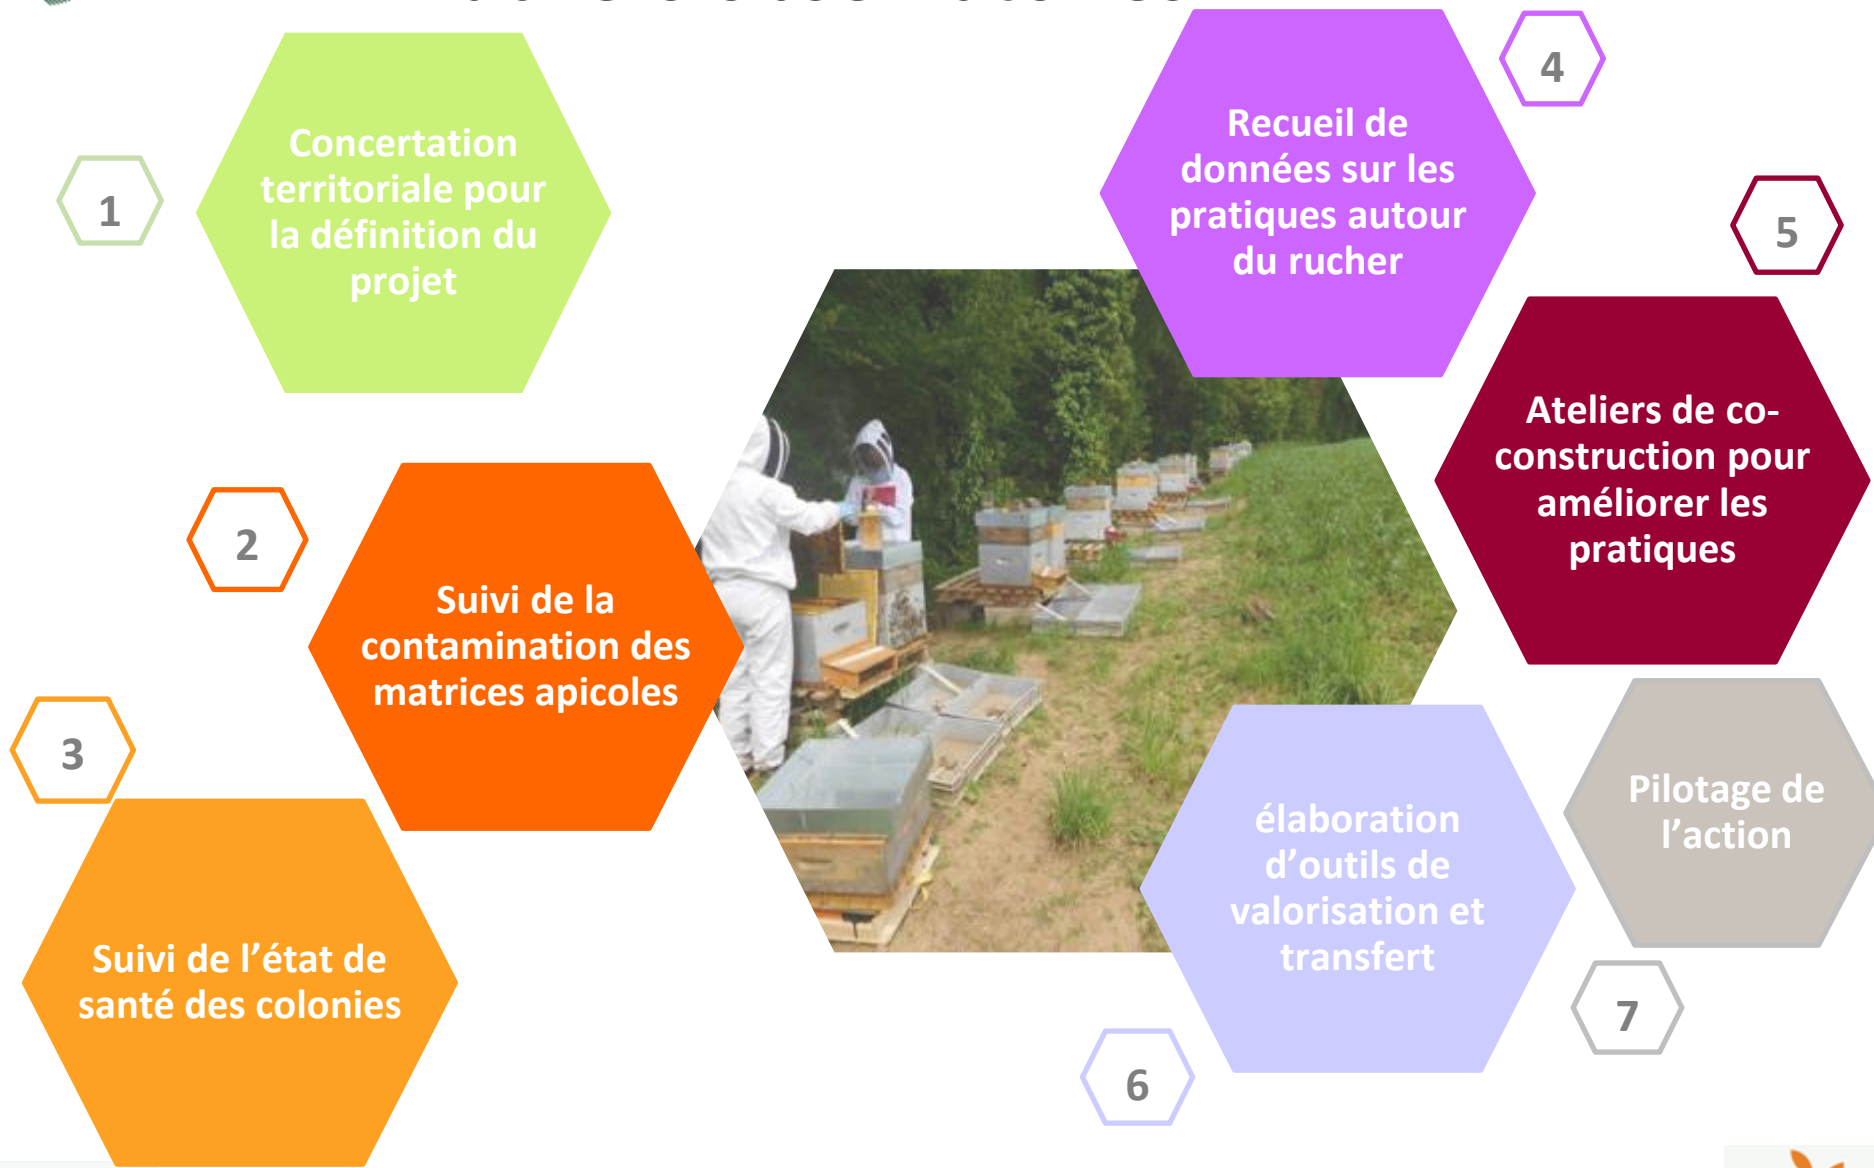 1
Concertation
territoriale pour
la définition du
projet
2
Suivi de la
contamination des
matrices apicoles
3
Suivi de l'état de
santé des colonies
4
Recueil de
données sur les
pratiques autour
du rucher
5
Ateliers de co-
construction pour
améliorer les
pratiques
6
élaboration
d'outils de
valorisation et
transfert
7
Pilotage de
l'action